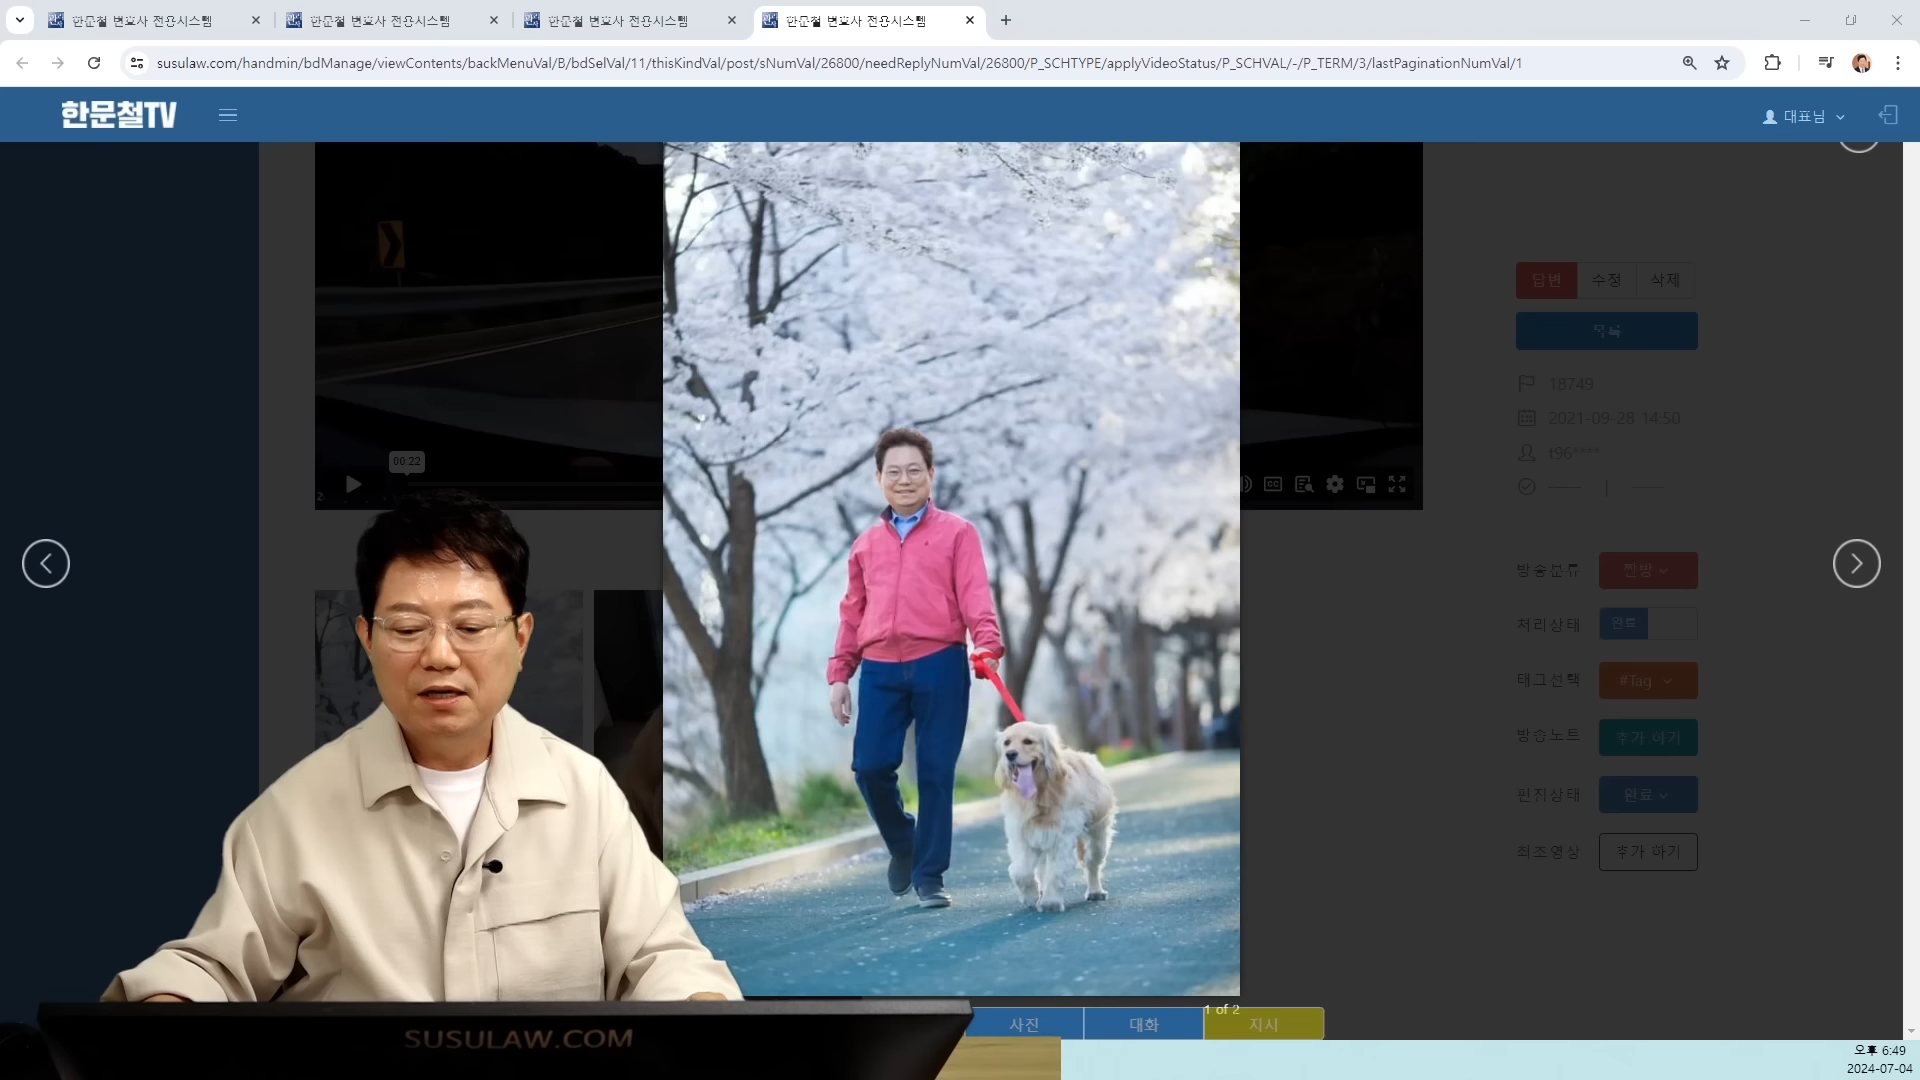 한문철 변호사 전용시스템
한문철 변호사 전용시스템
한문철 변호사 전용시스템
한문철 변호사 전용시스템
susulaw.com/handmin/bdManage/viewContents/backMenuVal/B/bdSelVal/11/thisKindVal/post/sNumVal/26800/needReplyNumVal/26800/P_SCHTYPE/applyVideoStatus/P_SCHVAL/-/P_TERM/3/lastPaginationNumVal/1
한문철TV
대표님
답변 수정 삭제
목록
18749
2021-09-28 14:50
t96****
00:22
CC
방송분류 짠방
처리상태 완료
태그선택 #Tag
방송노트 추가 하기
편집상태 완료
최초영상 추가 하기
1 of 2
사진 대화 지시
SUSULAW.COM
오후 6:49
2024-07-04